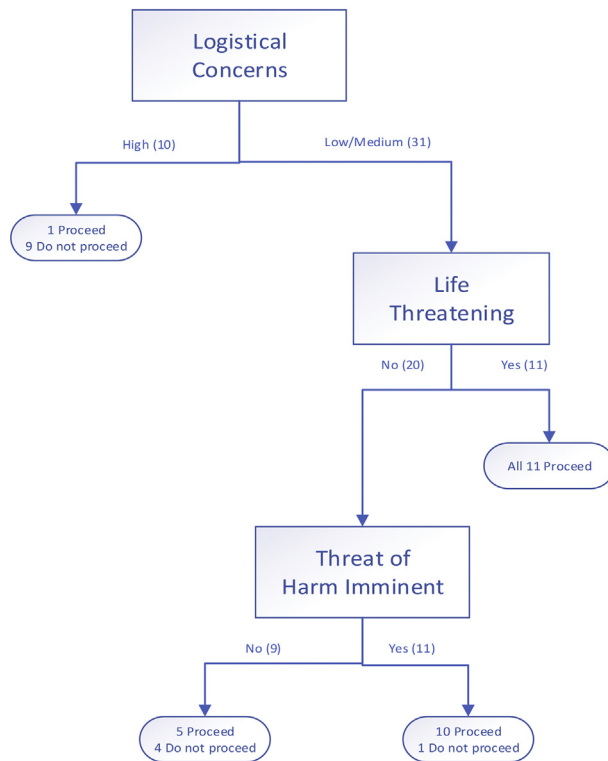 Logistical
Concerns
High (10)
Low/Medium (31)
1 Proceed
9 Do not proceed
Life
Threatening
No (20)
Yes (11)
All 11 Proceed
Threat of
Harm Imminent
No (9)
Yes (11)
5 Proceed
4 Do not proceed
10 Proceed
1 Do not proceed